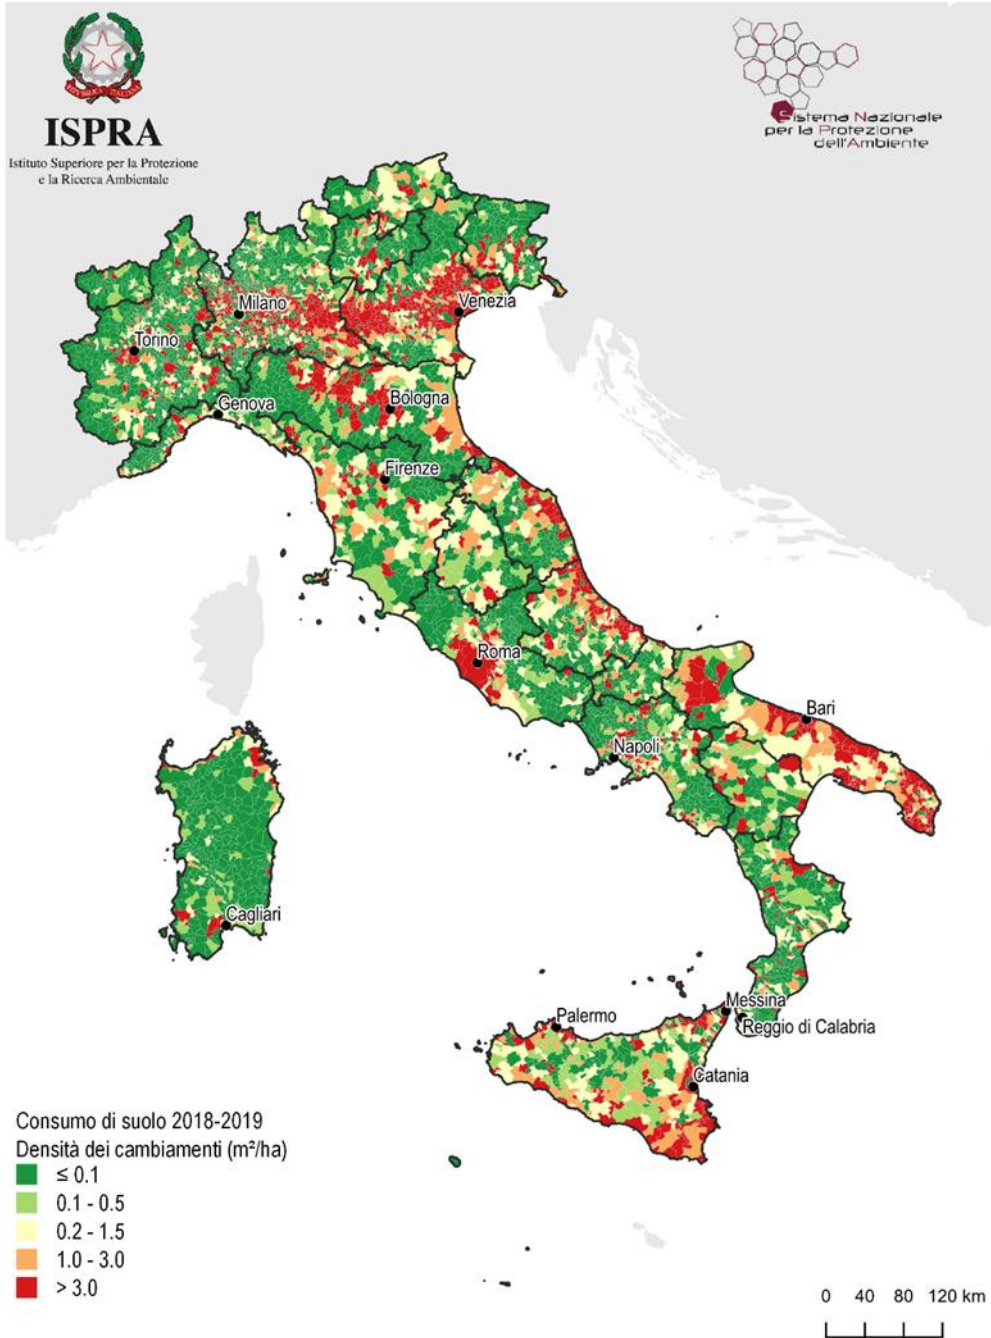 ISPRA
Istituto Superiore per la Protezione
e la Ricerca Ambientale
Sistema Nazionale
per la Protezione
dell'Ambiente
Milano
Venezia
Torino
Genova
Bologna
Firenze
Roma
Bari
Napoli
Cagliari
Messina
Palermo
Reggio di Calabria
Catania
Consumo di suolo 2018-2019
Densità dei cambiamenti (m²/ha)
≤ 0.1
0.1 - 0.5
0.2 - 1.5
1.0 - 3.0
> 3.0
0 40 80 120 km